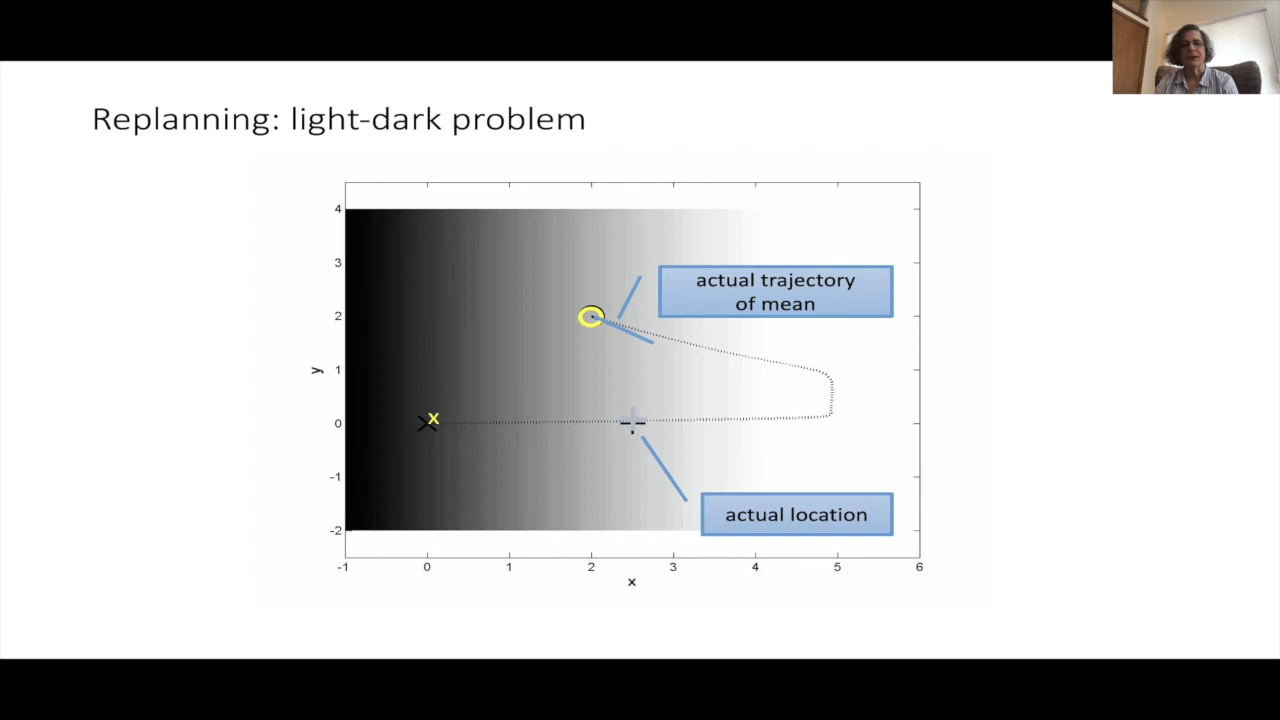 Replanning: light-dark problem
4
3
2
1
0
-1
-2
y
actual trajectory
of mean
x
actual location
-1
0
1
2
3
4
5
6
x